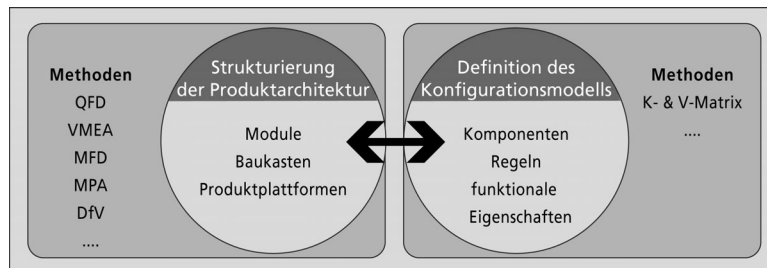 Methoden
QFD
VMEA
MFD
MPA
DfV
....
Strukturierung
der Produktarchitektur
Module
Baukasten
Produktplattformen
Definition des
Konfigurationsmodells
Komponenten
Regeln
funktionale
Eigenschaften
Methoden
K- & V-Matrix
....